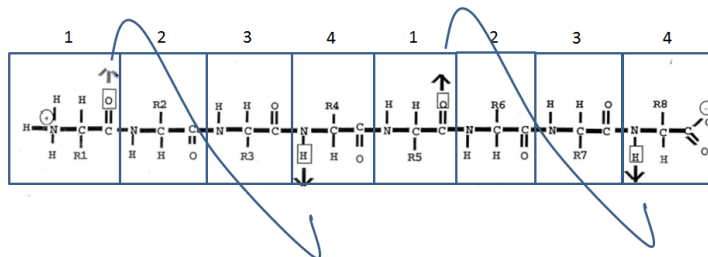 1 2 3 4 1 2 3 4
H H O R2 H O R4 H O R6 H O R8 O
H N C C N C C N C C N C C N C C N C C N C C N C C
H R1 H H O R3 H H O R5 H H O R7 H H O